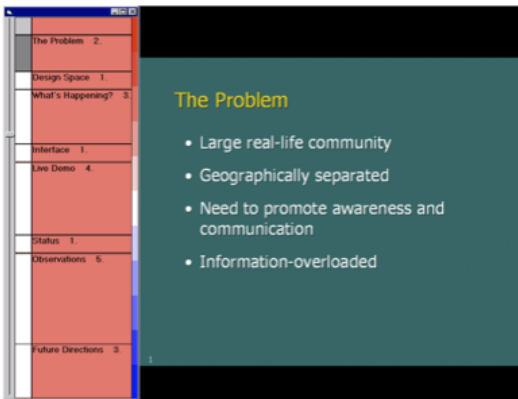 The Problem 2.
Design Space 1.
What's Happening? 3.
Interface 1.
Live Demo 4.
Status 1.
Observations 5.
Future Directions 3.
The Problem
• Large real-life community
• Geographically separated
• Need to promote awareness and
communication
• Information-overloaded
1